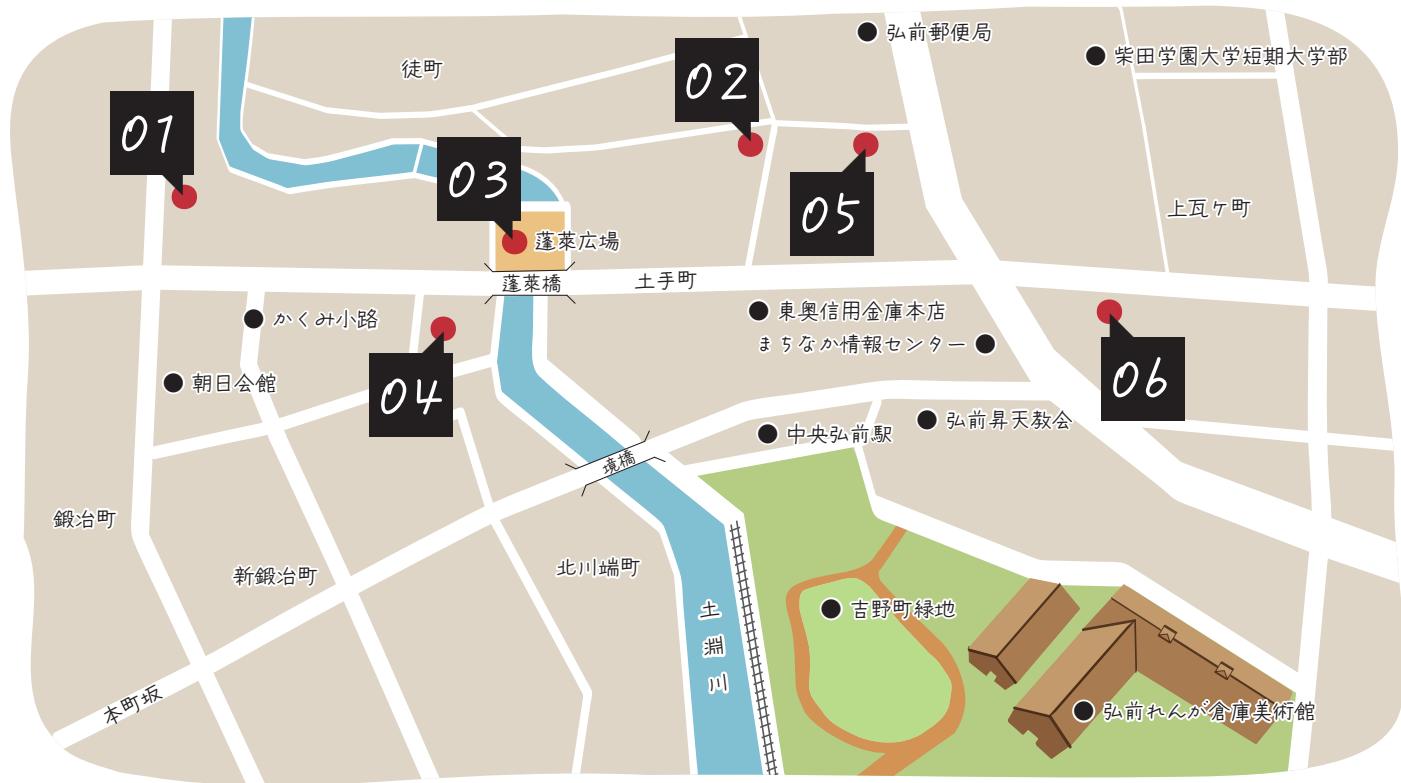 弘前郵便局
柴田学園大学短期大学部
徒町
02
01
03
05
上瓦ケ町
蓬莱広場
蓬莱橋
土手町
かくみ小路
東奥信用金庫本店
まちなか情報センター
朝日会館
04
06
中央弘前駅
弘前昇天教会
境橋
鍛冶町
新鍛冶町
北川端町
土淵川
吉野町緑地
本町坂
弘前れんが倉庫美術館